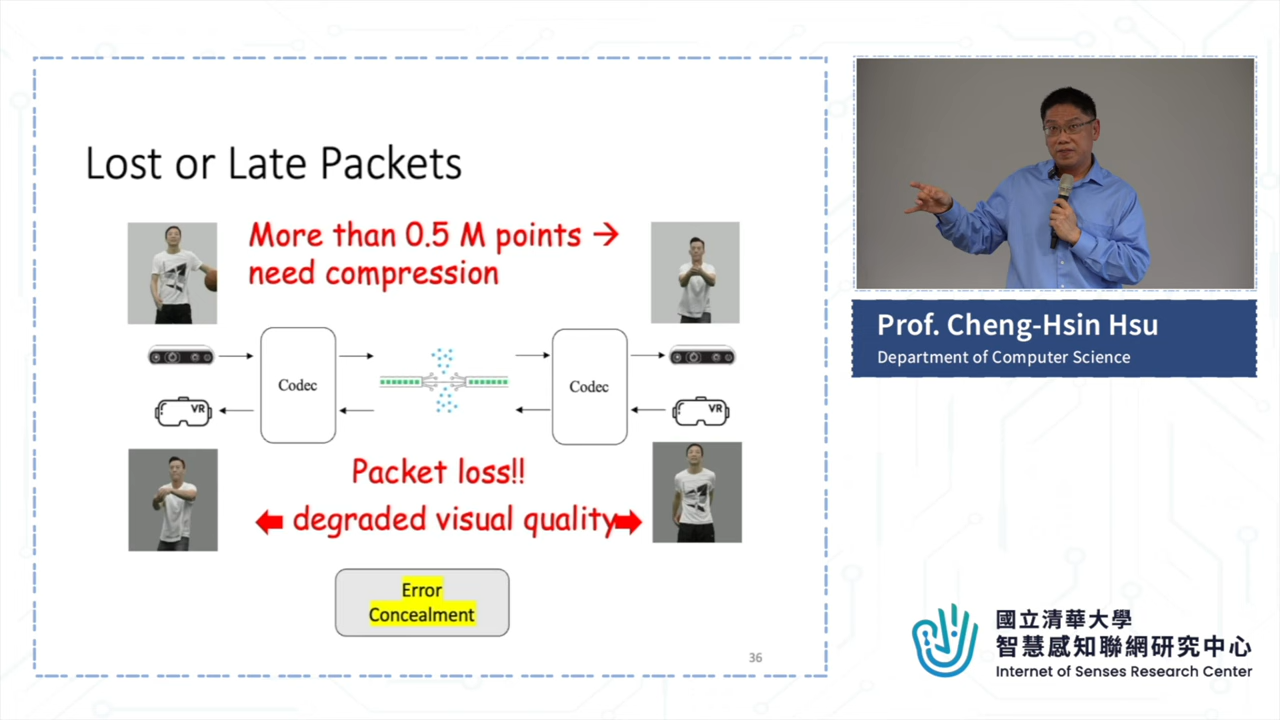 Lost or Late Packets
More than 0.5 M points →
need compression
Codec
Codec
VR
VR
Packet loss!!
degraded visual quality
Error
Concealment
36
Prof. Cheng-Hsin Hsu
Department of Computer Science
國立清華大學
智慧感知聯網研究中心
Internet of Senses Research Center